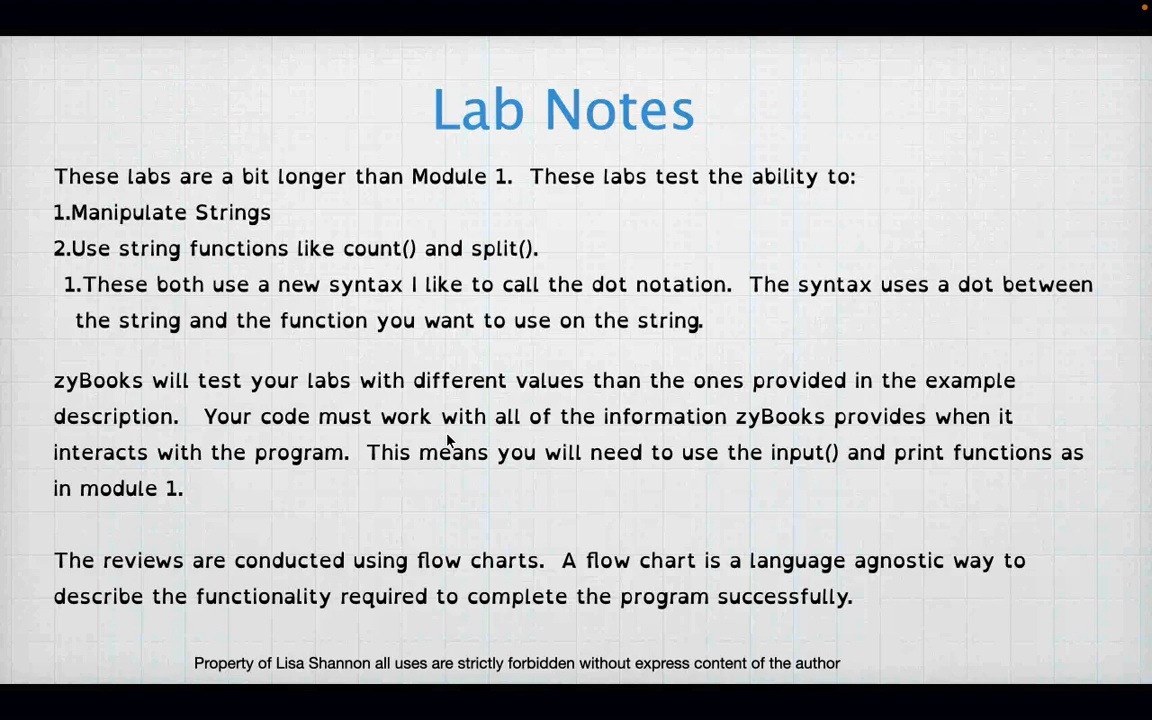 Lab Notes
These labs are a bit longer than Module 1.  These labs test the ability to:
1.Manipulate Strings
2.Use string functions like count() and split().
1.These both use a new syntax I like to call the dot notation.  The syntax uses a dot between
the string and the function you want to use on the string.
zyBooks will test your labs with different values than the ones provided in the example
description.   Your code must work with all of the information zyBooks provides when it
interacts with the program.  This means you will need to use the input() and print functions as
in module 1.
The reviews are conducted using flow charts.  A flow chart is a language agnostic way to
describe the functionality required to complete the program successfully.
Property of Lisa Shannon all uses are strictly forbidden without express content of the author